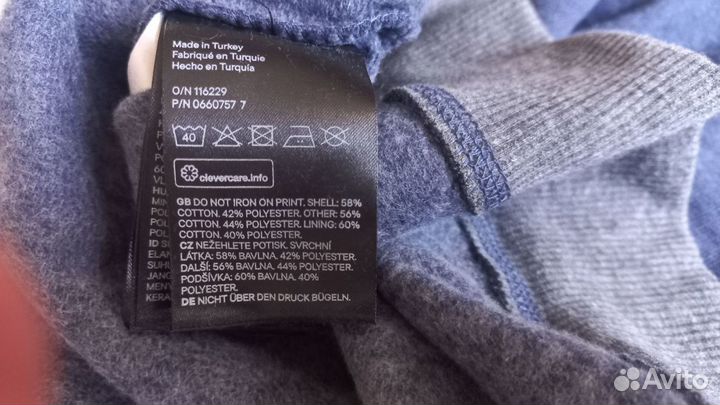 Made in Turkey
Fabriqué en Turquie
Hecho en Turquía
O/N 116229
P/N 0660757 7
40
clevercare.info
GB DO NOT IRON ON PRINT. SHELL: 58%
COTTON. 42% POLYESTER. OTHER: 56%
COTTON. 44% POLYESTER. LINING: 60%
COTTON. 40% POLYESTER.
CZ NEŽEHLETE POTISK. SVRCHNÍ
LÁTKA: 58% BAVLNA. 42% POLYESTER.
DALŠÍ: 56% BAVLNA. 44% POLYESTER.
PODŠÍVKA: 60% BAVLNA. 40%
POLYESTER.
DE NICHT ÜBER DEN DRUCK BÜGELN.
Avito